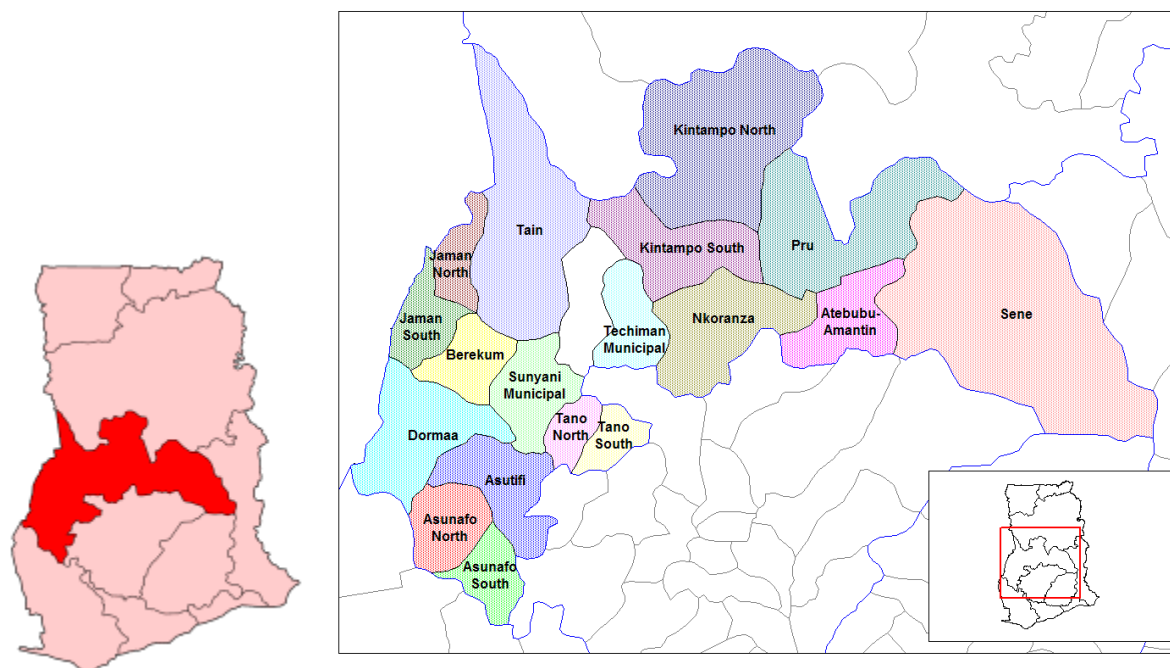 Kintampo North
Tain
Kintampo South
Pru
Jaman
North
Jaman
South
Techiman
Municipal
Nkoranza
Atebubu-
Amantin
Sene
Berekum
Sunyani
Municipal
Dormaa
Tano
North
Tano
South
Asutifi
Asunafo
North
Asunafo
South